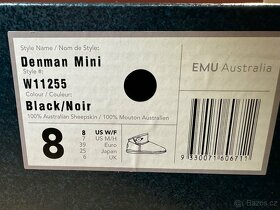 Style Name / Nom de Style:
Denman Mini
Style #:
W11255
Colour / Couleur:
Black/Noir
100% Australian Sheepskin / 100% Mouton Australien
EMU Australia
8
8 US W/F
7 US M/H
39 Euro
25 Japan
6 UK
9 330071 606711
Bazoš.cz